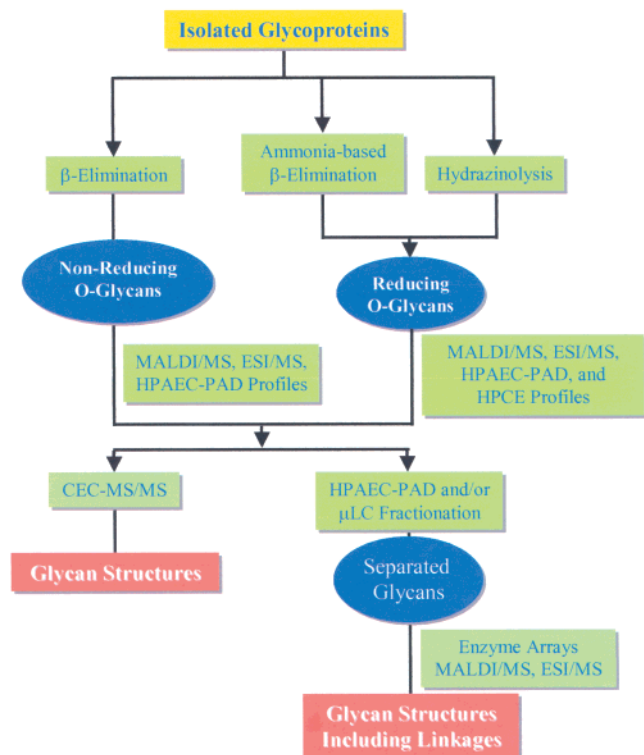 Isolated Glycoproteins
β-Elimination
Ammonia-based
β-Elimination
Hydrazinolysis
Non-Reducing
O-Glycans
Reducing
O-Glycans
MALDI/MS, ESI/MS,
HPAEC-PAD Profiles
MALDI/MS, ESI/MS,
HPAEC-PAD, and
HPCE Profiles
CEC-MS/MS
HPAEC-PAD and/or
μLC Fractionation
Glycan Structures
Separated
Glycans
Enzyme Arrays
MALDI/MS, ESI/MS
Glycan Structures
Including Linkages